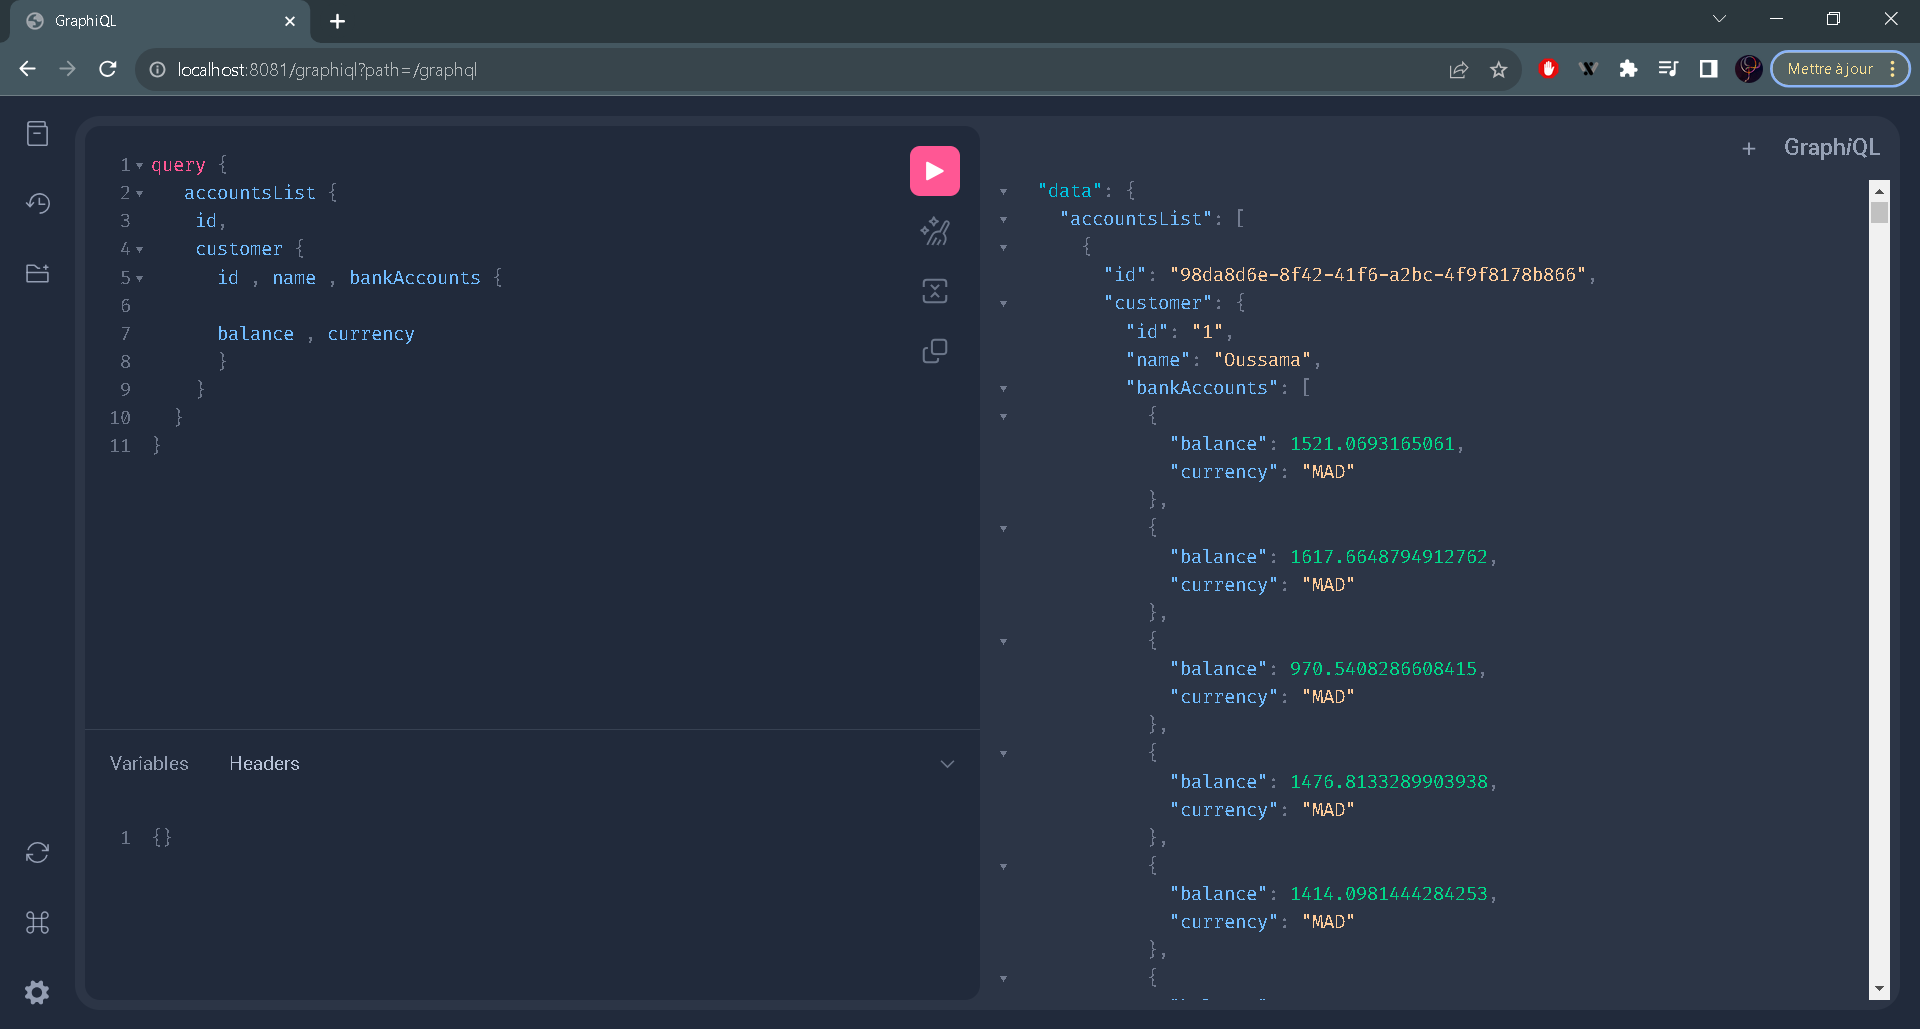 GraphiQL
localhost:8081/graphiql?path=/graphql
Mettre à jour
1 query {
2 accountsList {
3 id,
4 customer {
5 id , name , bankAccounts {
6
7 balance , currency
8 }
9 }
10 }
11 }
Variables Headers
1 {}
GraphiQL
"data": {
"accountsList": [
{
"id": "98da8d6e-8f42-41f6-a2bc-4f9f8178b866",
"customer": {
"id": "1",
"name": "Oussama",
"bankAccounts": [
{
"balance": 1521.0693165061,
"currency": "MAD"
},
{
"balance": 1617.6648794912762,
"currency": "MAD"
},
{
"balance": 970.5408286608415,
"currency": "MAD"
},
{
"balance": 1476.8133289903938,
"currency": "MAD"
},
{
"balance": 1414.0981444284253,
"currency": "MAD"
},
{